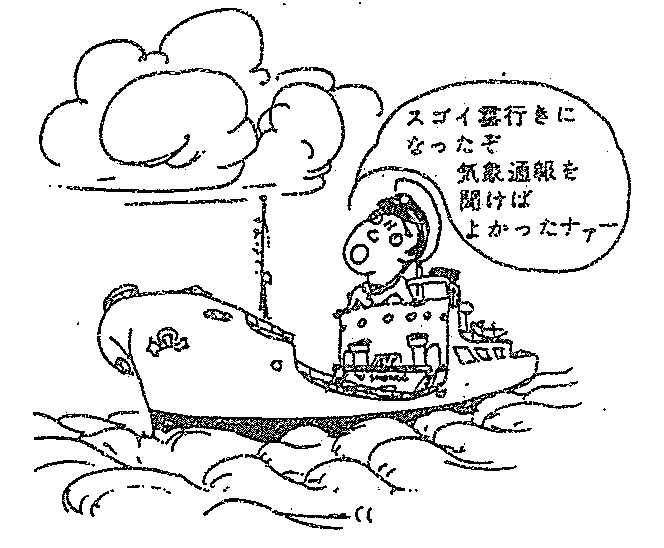 スゴイ雲行きに
なったぞ
気象通報を
聞けば
よかったナァー